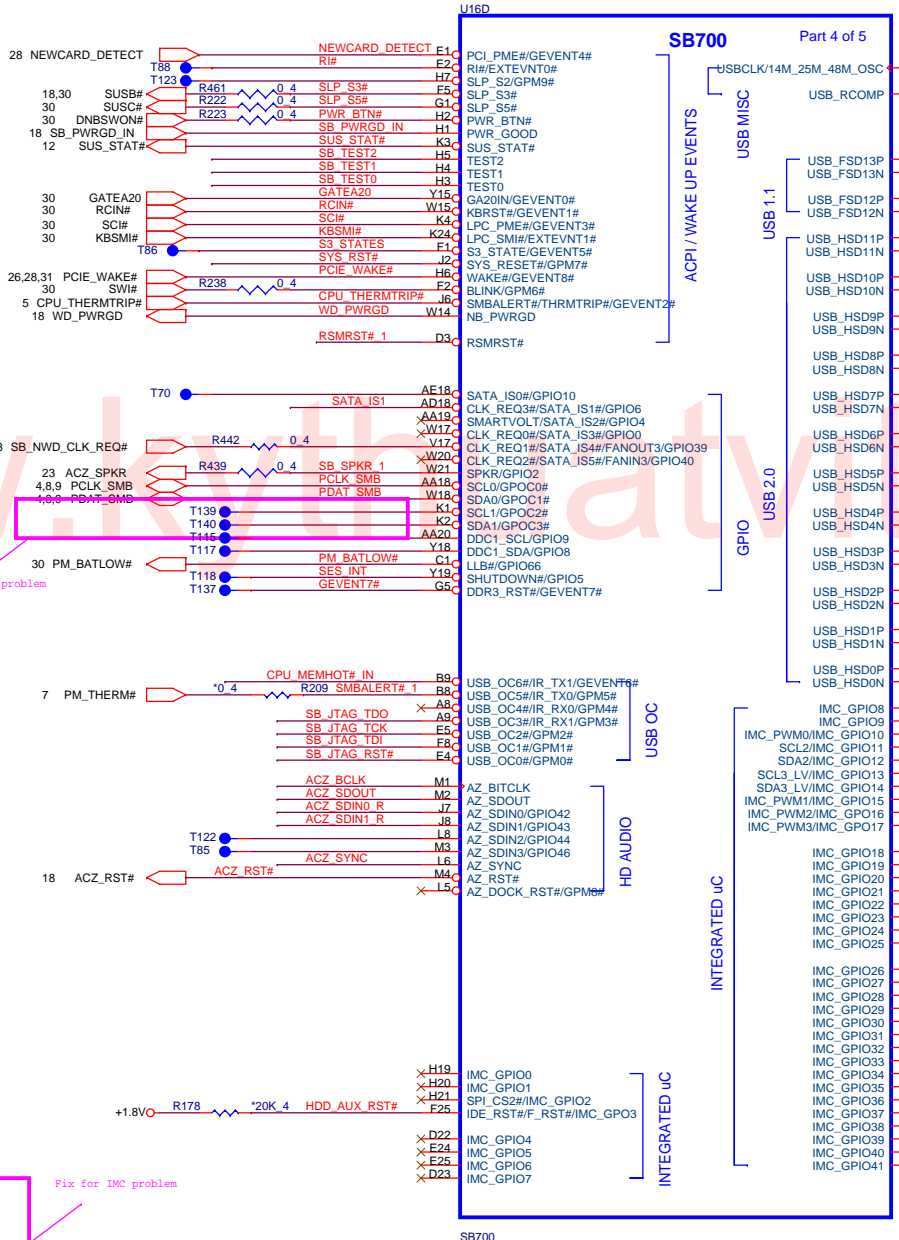 U16D
SB700
Part 4 of 5
28 NEWCARD_DETECT NEWCARD_DETECT E1 PCI_PME#/GEVENT4#
T88 RI# E2 RI#/EXTEVNT0#
T123 H7 SLP_S2/GPM9#
18,30 SUSB# R461 0_4 SLP_S3# F5 SLP_S3#
30 SUSC# R222 0_4 SLP_S5# G1 SLP_S5#
30 DNBSWON# R223 0_4 PWR_BTN# H2 PWR_BTN#
18 SB_PWRGD_IN SB_PWRGD_IN H1 PWR_GOOD
12 SUS_STAT# SUS_STAT# K3 SUS_STAT#
SB_TEST2 H5 TEST2
SB_TEST1 H4 TEST1
SB_TEST0 H3 TEST0
30 GATEA20 GATEA20 Y15 GA20IN/GEVENT0#
30 RCIN# RCIN# W15 KBRST#/GEVENT1#
30 SCI# SCI# K4 LPC_PME#/GEVENT3#
30 KBSMI# KBSMI# K24 LPC_SMI#/EXTEVNT1#
T86 S3_STATES F1 S3_STATE/GEVENT5#
SYS_RST# J2 SYS_RESET#/GPM7#
26,28,31 PCIE_WAKE# PCIE_WAKE# H6 WAKE#/GEVENT8#
30 SWI# R238 0_4 F2 BLINK/GPM6#
5 CPU_THERMTRIP# CPU_THERMTRIP# J6 SMBALERT#/THRMTRIP#/GEVENT2#
18 WD_PWRGD WD_PWRGD W14 NB_PWRGD
RSMRST#_1 D3 RSMRST#
ACPI / WAKE UP EVENTS
T70 AE18 SATA_IS0#/GPIO10
SATA_IS1 AD18 CLK_REQ3#/SATA_IS1#/GPIO6
AA19 SMARTVOLT/SATA_IS2#/GPIO4
W17 CLK_REQ0#/SATA_IS3#/GPIO0
SB_NWD_CLK_REQ# R442 0_4 V17 CLK_REQ1#/SATA_IS4#/FANOUT3/GPIO39
W20 CLK_REQ2#/SATA_IS5#/FANIN3/GPIO40
23 ACZ_SPKR R439 0_4 SB_SPKR_1 W21 SPKR/GPIO2
4,8,9 PCLK_SMB PCLK_SMB AA18 SCL0/GPOC0#
4,8,9 PDAT_SMB PDAT_SMB W18 SDA0/GPOC1#
T139 K1 SCL1/GPOC2#
T140 K2 SDA1/GPOC3#
T115 AA20 DDC1_SCL/GPIO9
T117 Y18 DDC1_SDA/GPIO8
30 PM_BATLOW# PM_BATLOW# C1 LLB#/GPIO66
T118 SES_INT Y19 SHUTDOWN#/GPIO5
T137 GEVENT7# G5 DDR3_RST#/GEVENT7#
GPIO
problem
CPU_MEMHOT#_IN B9 USB_OC6#/IR_TX1/GEVENT6#
7 PM_THERM# *0_4 R209 SMBALERT#_1 B8 USB_OC5#/IR_TX0/GPM5#
A8 USB_OC4#/IR_RX0/GPM4#
SB_JTAG_TDO A9 USB_OC3#/IR_RX1/GPM3#
SB_JTAG_TCK E5 USB_OC2#/GPM2#
SB_JTAG_TDI F8 USB_OC1#/GPM1#
SB_JTAG_RST# E4 USB_OC0#/GPM0#
USB OC
ACZ_BCLK M1 AZ_BITCLK
ACZ_SDOUT M2 AZ_SDOUT
ACZ_SDIN0_R J7 AZ_SDIN0/GPIO42
ACZ_SDIN1_R J8 AZ_SDIN1/GPIO43
T122 L8 AZ_SDIN2/GPIO44
T85 M3 AZ_SDIN3/GPIO46
ACZ_SYNC L6 AZ_SYNC
18 ACZ_RST# ACZ_RST# M4 AZ_RST#
L5 AZ_DOCK_RST#/GPM8#
HD AUDIO
H19 IMC_GPIO0
H20 IMC_GPIO1
H21 SPI_CS2#/IMC_GPIO2
+1.8V R178 *20K_4 HDD_AUX_RST# F25 IDE_RST#/F_RST#/IMC_GPO3
D22 IMC_GPIO4
E24 IMC_GPIO5
E25 IMC_GPIO6
D23 IMC_GPIO7
INTEGRATED uC
Fix for IMC problem
USBCLK/14M_25M_48M_OSC
USB_RCOMP
USB MISC
USB_FSD13P
USB_FSD13N
USB_FSD12P
USB_FSD12N
USB 1.1
USB_HSD11P
USB_HSD11N
USB_HSD10P
USB_HSD10N
USB_HSD9P
USB_HSD9N
USB_HSD8P
USB_HSD8N
USB_HSD7P
USB_HSD7N
USB_HSD6P
USB_HSD6N
USB_HSD5P
USB_HSD5N
USB_HSD4P
USB_HSD4N
USB_HSD3P
USB_HSD3N
USB_HSD2P
USB_HSD2N
USB_HSD1P
USB_HSD1N
USB_HSD0P
USB_HSD0N
USB 2.0
IMC_GPIO8
IMC_GPIO9
IMC_PWM0/IMC_GPIO10
SCL2/IMC_GPIO11
SDA2/IMC_GPIO12
SCL3_LV/IMC_GPIO13
SDA3_LV/IMC_GPIO14
IMC_PWM1/IMC_GPIO15
IMC_PWM2/IMC_GPO16
IMC_PWM3/IMC_GPO17
IMC_GPIO18
IMC_GPIO19
IMC_GPIO20
IMC_GPIO21
IMC_GPIO22
IMC_GPIO23
IMC_GPIO24
IMC_GPIO25
IMC_GPIO26
IMC_GPIO27
IMC_GPIO28
IMC_GPIO29
IMC_GPIO30
IMC_GPIO31
IMC_GPIO32
IMC_GPIO33
IMC_GPIO34
IMC_GPIO35
IMC_GPIO36
IMC_GPIO37
IMC_GPIO38
IMC_GPIO39
IMC_GPIO40
IMC_GPIO41
INTEGRATED uC
SB700